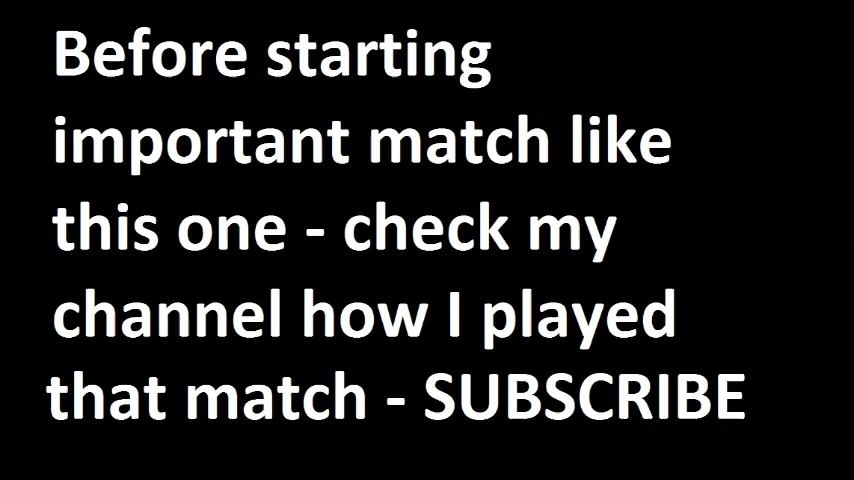 Before starting
important match like
this one - check my
channel how I played
that match - SUBSCRIBE